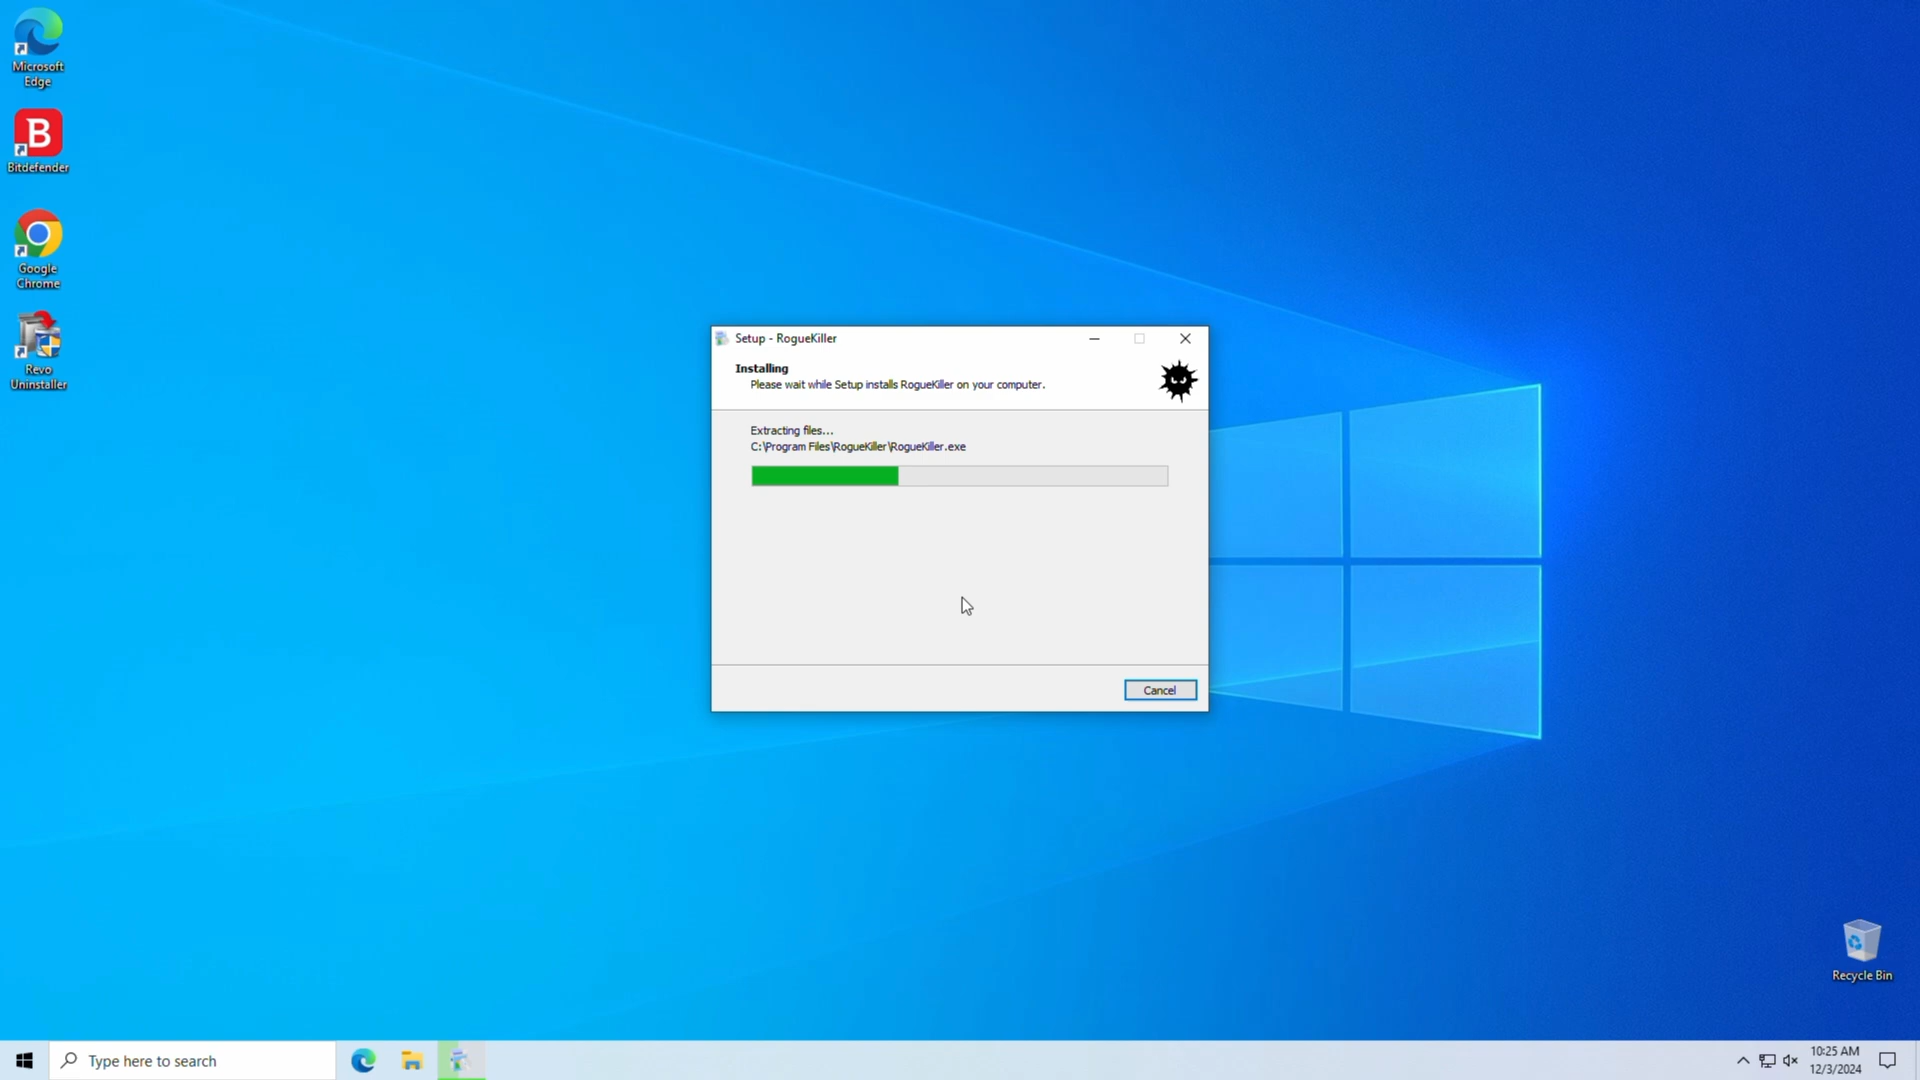 Microsoft
Edge
B
Bitdefender
Google
Chrome
Revo
Uninstaller
Setup - RogueKiller
Installing
Please wait while Setup installs RogueKiller on your computer.
Extracting files...
C:\Program Files\RogueKiller\RogueKiller.exe
Cancel
Recycle Bin
Type here to search
10:25 AM
12/3/2024